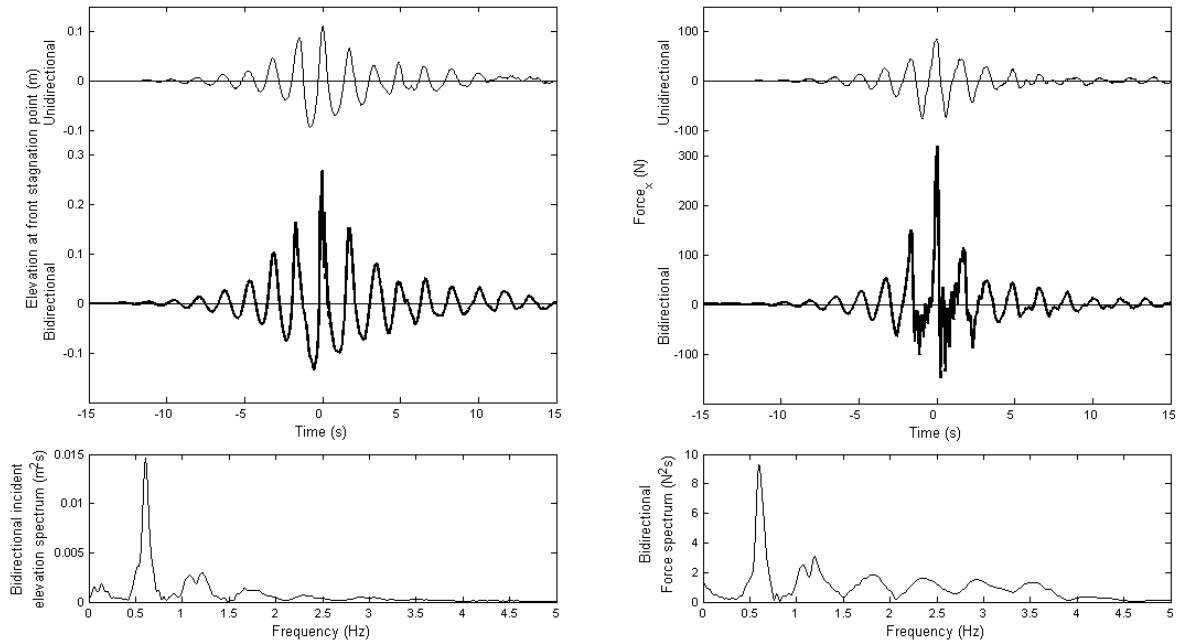 0.1
0
-0.1
0.3
0.2
0.1
0
-0.1
Elevation at front stagnation point (m)
Unidirectional
Bidirectional
-15 -10 -5 0 5 10 15
Time (s)
100
0
-100
300
200
100
0
-100
Force_x (N)
Unidirectional
Bidirectional
-15 -10 -5 0 5 10 15
Time (s)
0.015
0.01
0.005
0
Bidirectional incident
elevation spectrum (m²s)
0 0.5 1 1.5 2 2.5 3 3.5 4 4.5 5
Frequency (Hz)
10
8
6
4
2
0
Bidirectional
Force spectrum (N²s)
0 0.5 1 1.5 2 2.5 3 3.5 4 4.5 5
Frequency (Hz)